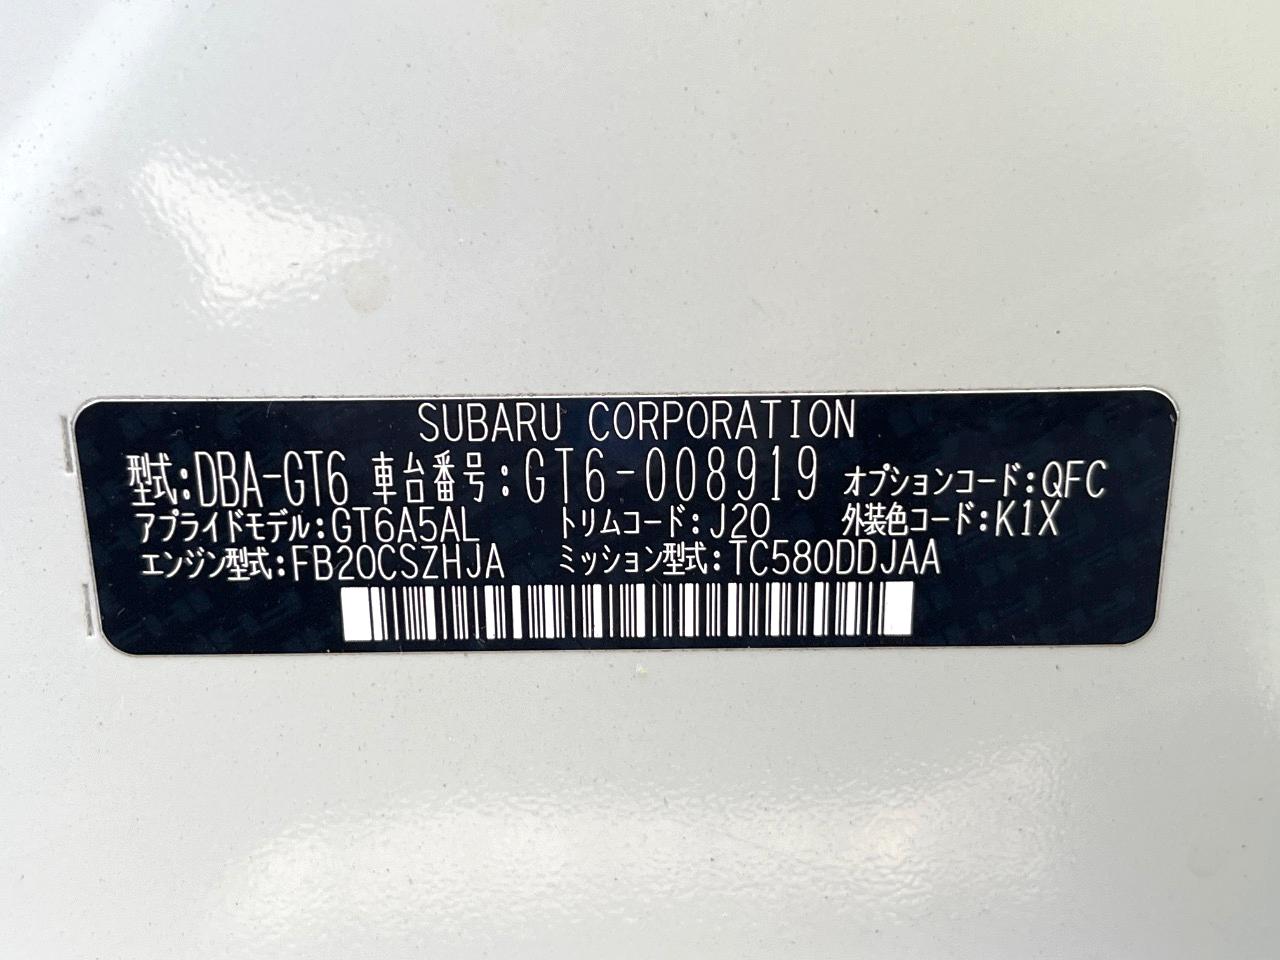 SUBARU CORPORATION
型式:DBA-GT6 車台番号:GT6-008919 オプションコード:QFC
アプライドモデル:GT6A5AL トリムコード:J20 外装色コード:K1X
エンジン型式:FB20CSZHJA ミッション型式:TC580DDJAA